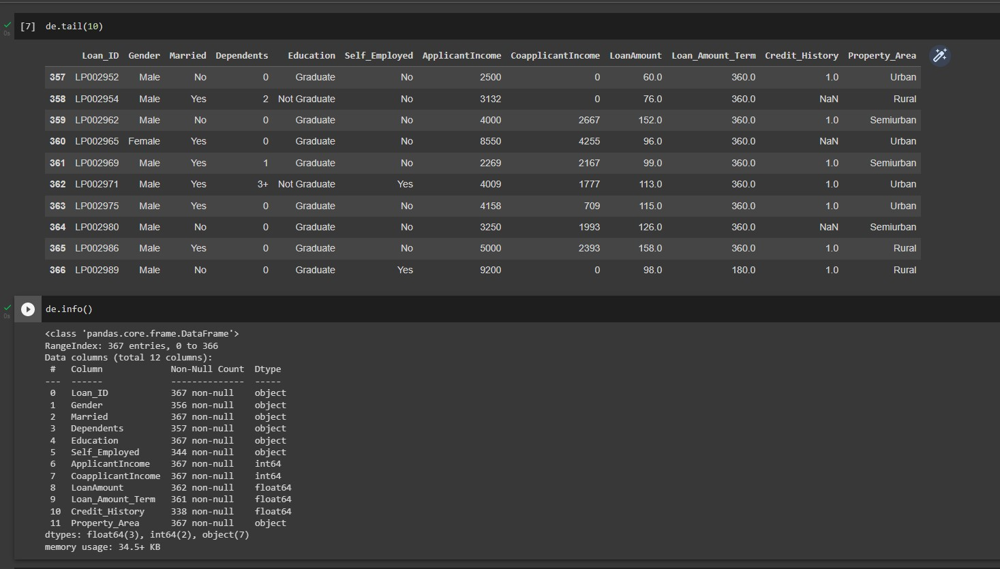 [7] de.tail(10)
0s
Loan_ID Gender Married Dependents Education Self_Employed ApplicantIncome CoapplicantIncome LoanAmount Loan_Amount_Term Credit_History Property_Area
357 LP002952 Male No 0 Graduate No 2500 0 60.0 360.0 1.0 Urban
358 LP002954 Male Yes 2 Not Graduate No 3132 0 76.0 360.0 NaN Rural
359 LP002962 Male No 0 Graduate No 4000 2667 152.0 360.0 1.0 Semiurban
360 LP002965 Female Yes 0 Graduate No 8550 4255 96.0 360.0 NaN Urban
361 LP002969 Male Yes 1 Graduate No 2269 2167 99.0 360.0 1.0 Semiurban
362 LP002971 Male Yes 3+ Not Graduate Yes 4009 1777 113.0 360.0 1.0 Urban
363 LP002975 Male Yes 0 Graduate No 4158 709 115.0 360.0 1.0 Urban
364 LP002980 Male No 0 Graduate No 3250 1993 126.0 360.0 NaN Semiurban
365 LP002986 Male Yes 0 Graduate No 5000 2393 158.0 360.0 1.0 Rural
366 LP002989 Male No 0 Graduate Yes 9200 0 98.0 180.0 1.0 Rural
de.info()
0s
<class 'pandas.core.frame.DataFrame'>
RangeIndex: 367 entries, 0 to 366
Data columns (total 12 columns):
# Column Non-Null Count Dtype
--- ------ -------------- -----
0 Loan_ID 367 non-null object
1 Gender 356 non-null object
2 Married 367 non-null object
3 Dependents 357 non-null object
4 Education 367 non-null object
5 Self_Employed 344 non-null object
6 ApplicantIncome 367 non-null int64
7 CoapplicantIncome 367 non-null int64
8 LoanAmount 362 non-null float64
9 Loan_Amount_Term 361 non-null float64
10 Credit_History 338 non-null float64
11 Property_Area 367 non-null object
dtypes: float64(3), int64(2), object(7)
memory usage: 34.5+ KB